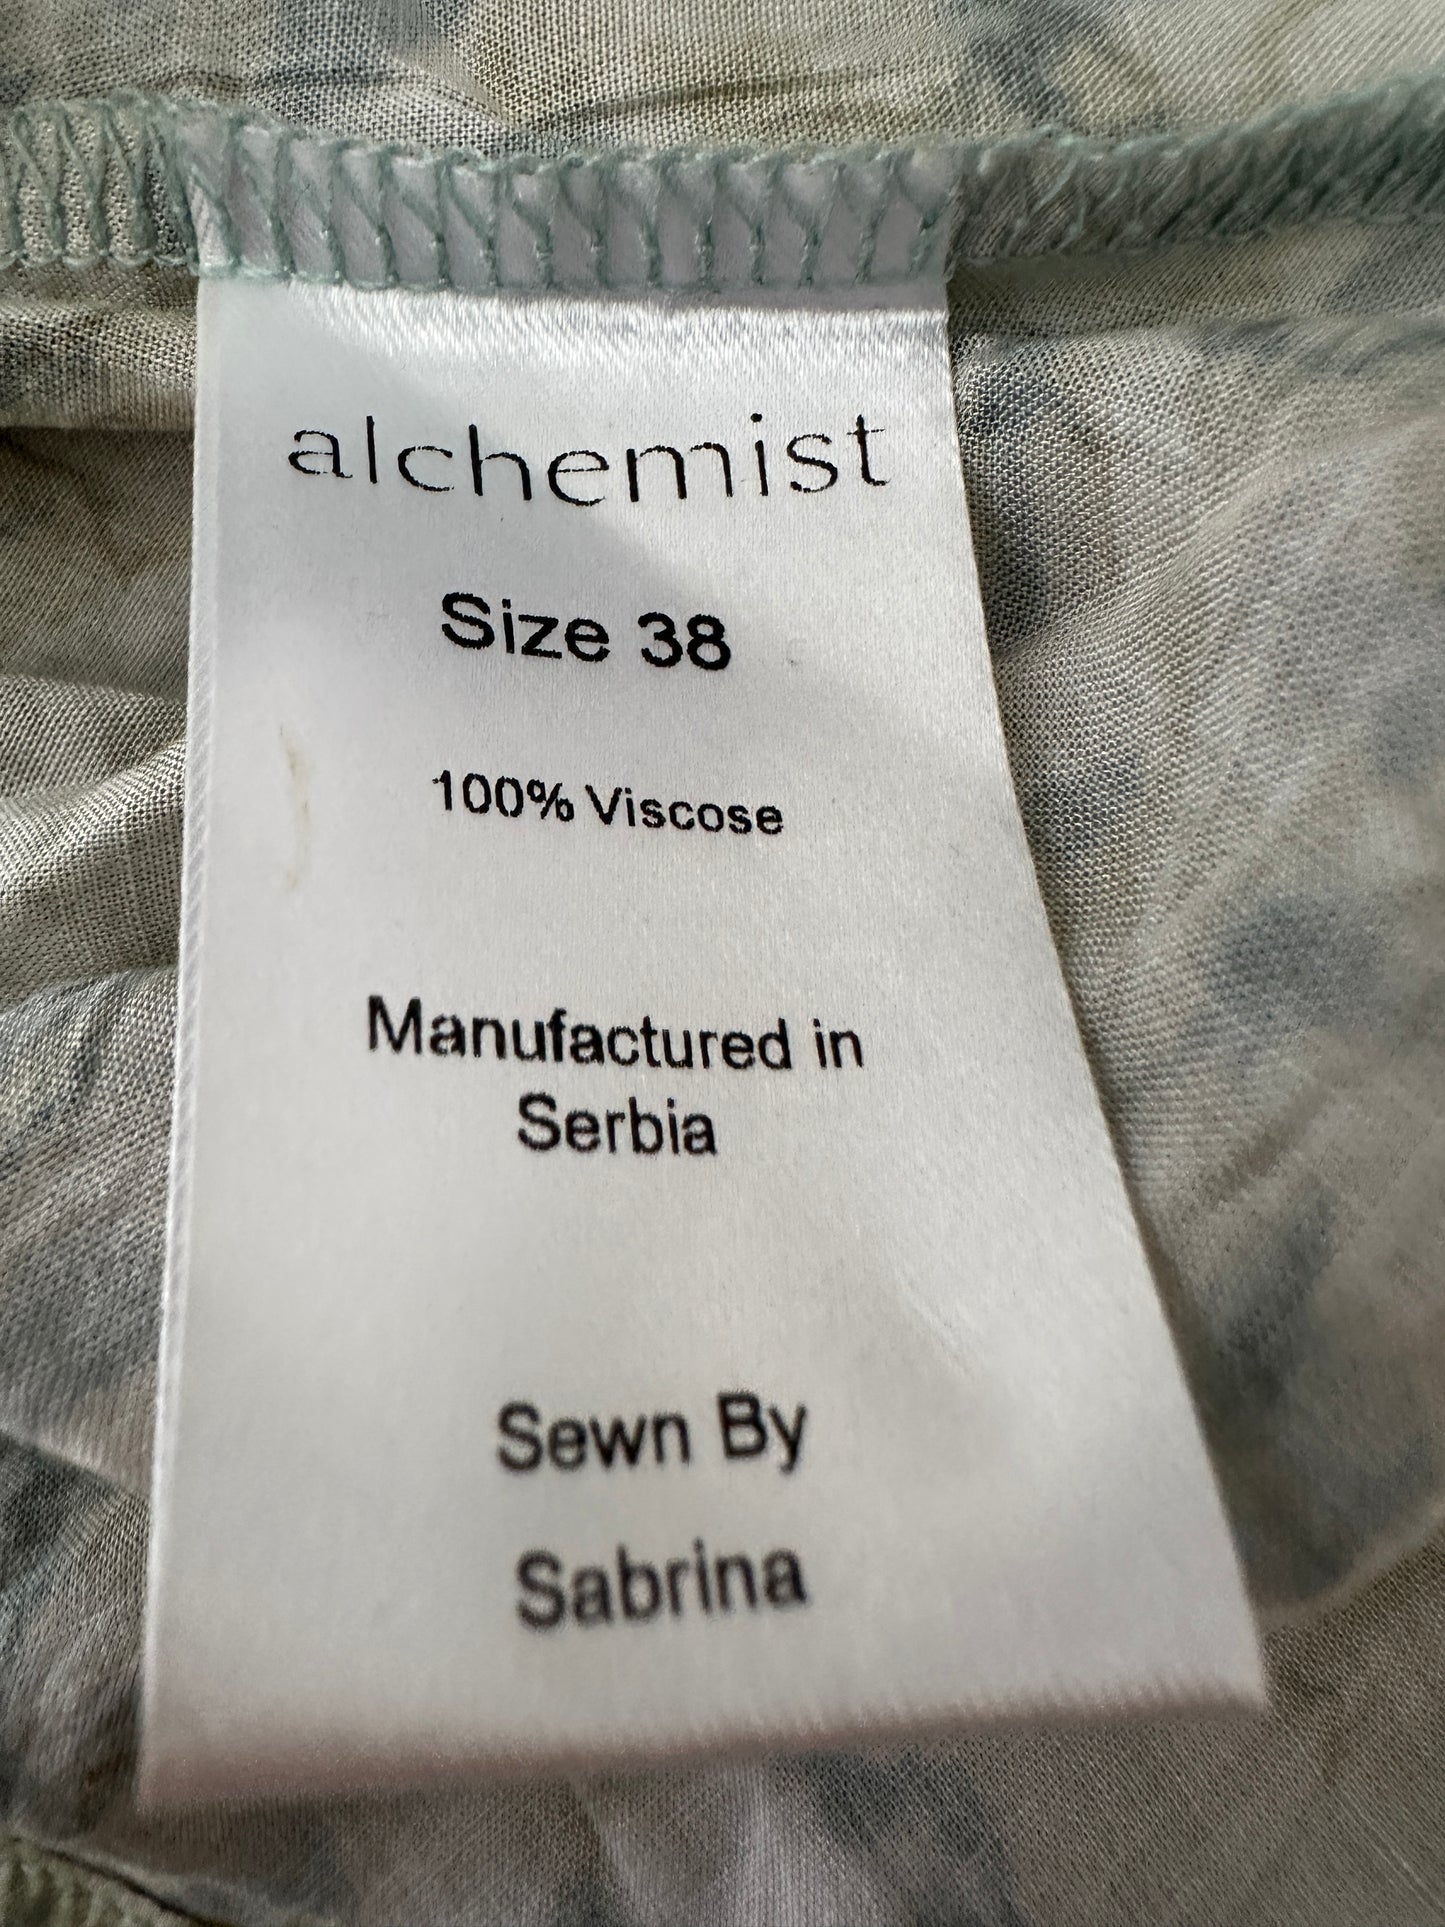 alchemist
Size 38
100% Viscose
Manufactured in
Serbia
Sewn By
Sabrina